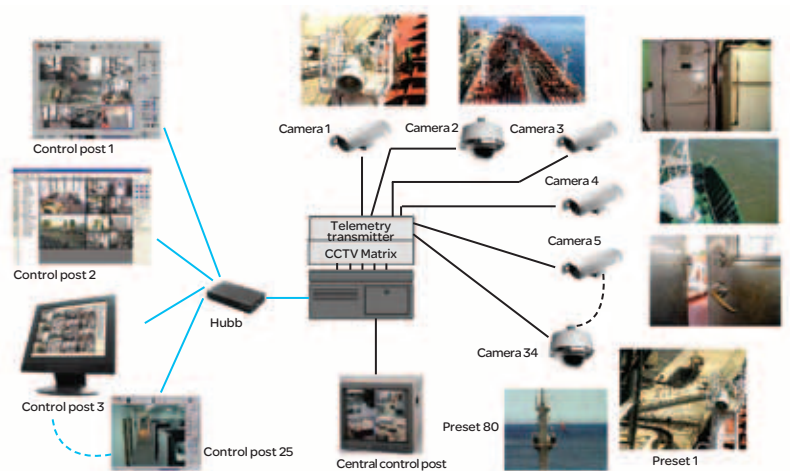 Camera 1
Camera 2
Camera 3
Control post 1
Camera 4
Telemetry
transmitter
CCTV Matrix
Camera 5
Control post 2
Hubb
Camera 34
Control post 3
Preset 80
Control post 25
Central control post
Preset 1